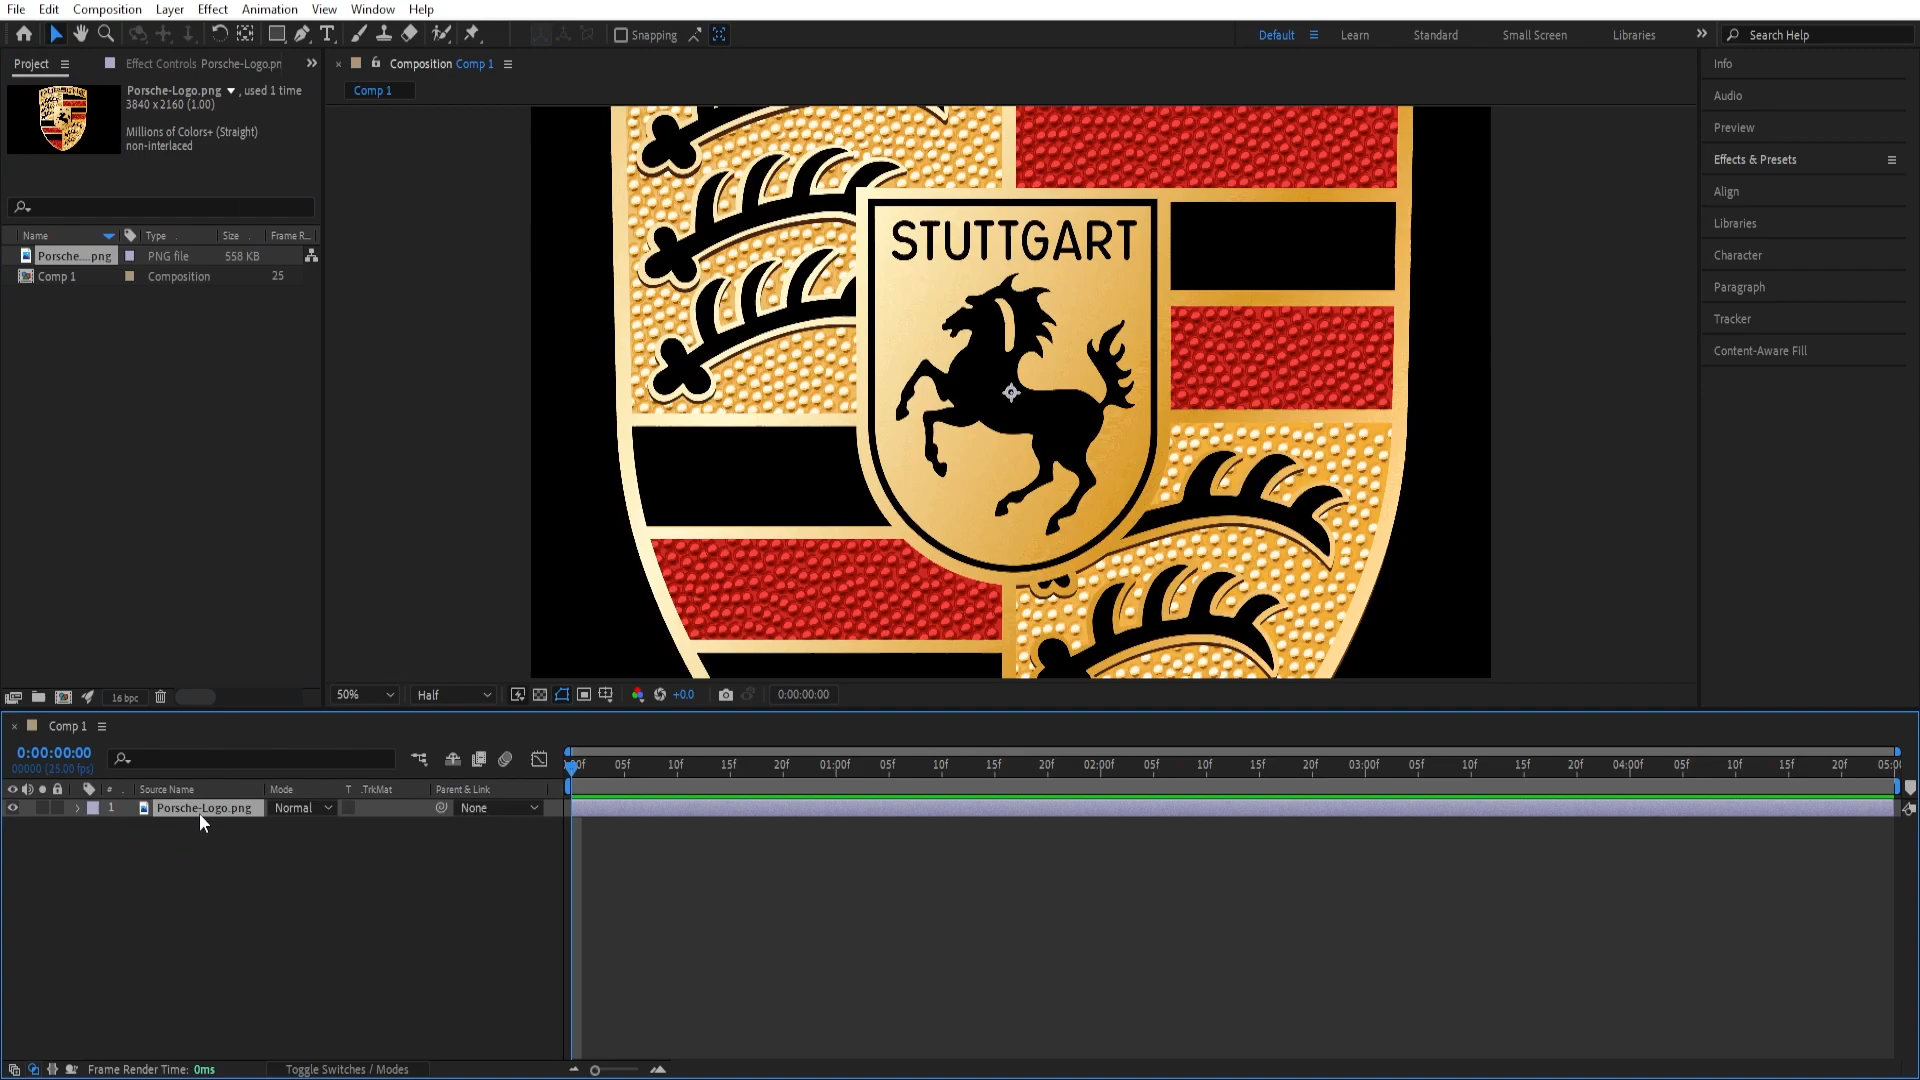 File Edit Composition Layer Effect Animation View Window Help
Snapping
Default Learn Standard Small Screen Libraries Search Help
Project Effect Controls Porsche-Logo.pn
Composition Comp 1
Comp 1
Porsche-Logo.png , used 1 time
3840 x 2160 (1.00)
Millions of Colors+ (Straight)
non-interlaced
Name Type Size Frame R...
Porsche....png PNG file 558 KB
Comp 1 Composition 25
STUTTGART
Info
Audio
Preview
Effects & Presets
Align
Libraries
Character
Paragraph
Tracker
Content-Aware Fill
16 bpc
50% Half +0.0 0:00:00:00
Comp 1
0:00:00:00
00000 (25.00 fps)
05f 10f 15f 20f 01:00f 05f 10f 15f 20f 02:00f 05f 10f 15f 20f 03:00f 05f 10f 15f 20f 04:00f 05f 10f 15f 20f 05:0
# Source Name Mode T .TrkMat Parent & Link
1 Porsche-Logo.png Normal None
Frame Render Time: 0ms Toggle Switches / Modes